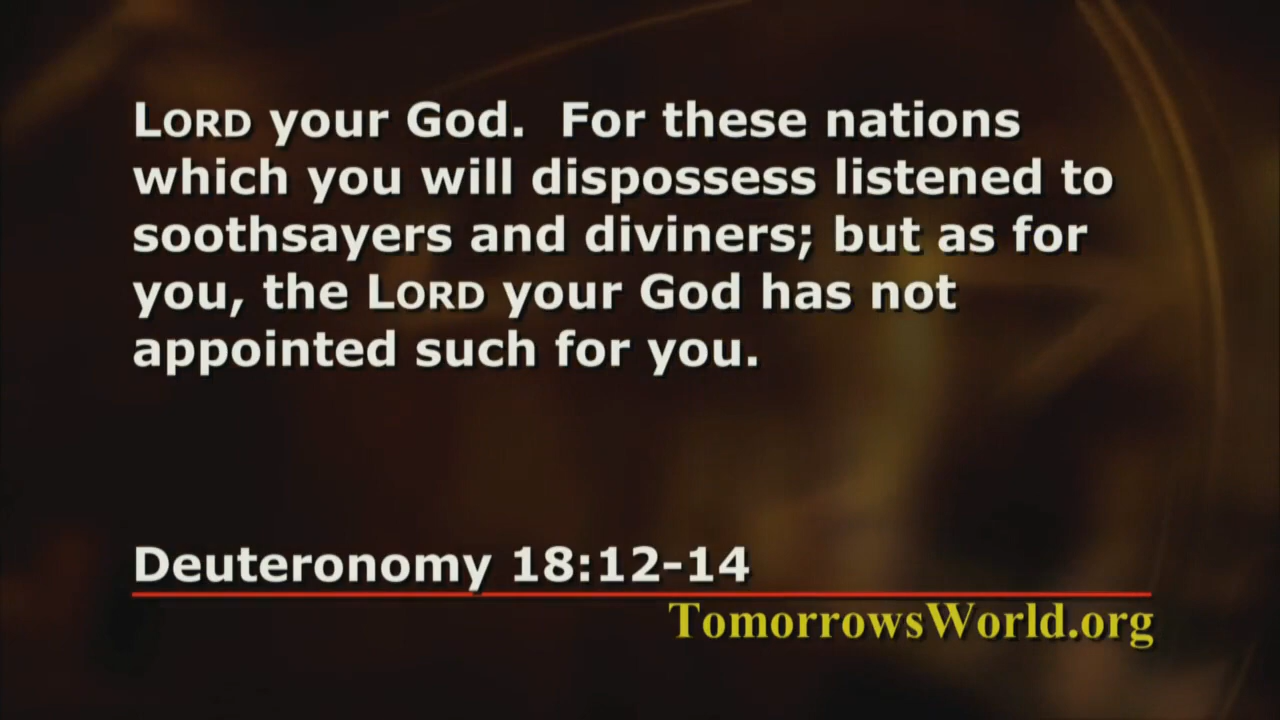 LORD your God.  For these nations
which you will dispossess listened to
soothsayers and diviners; but as for
you, the LORD your God has not
appointed such for you.
Deuteronomy 18:12-14
TomorrowsWorld.org